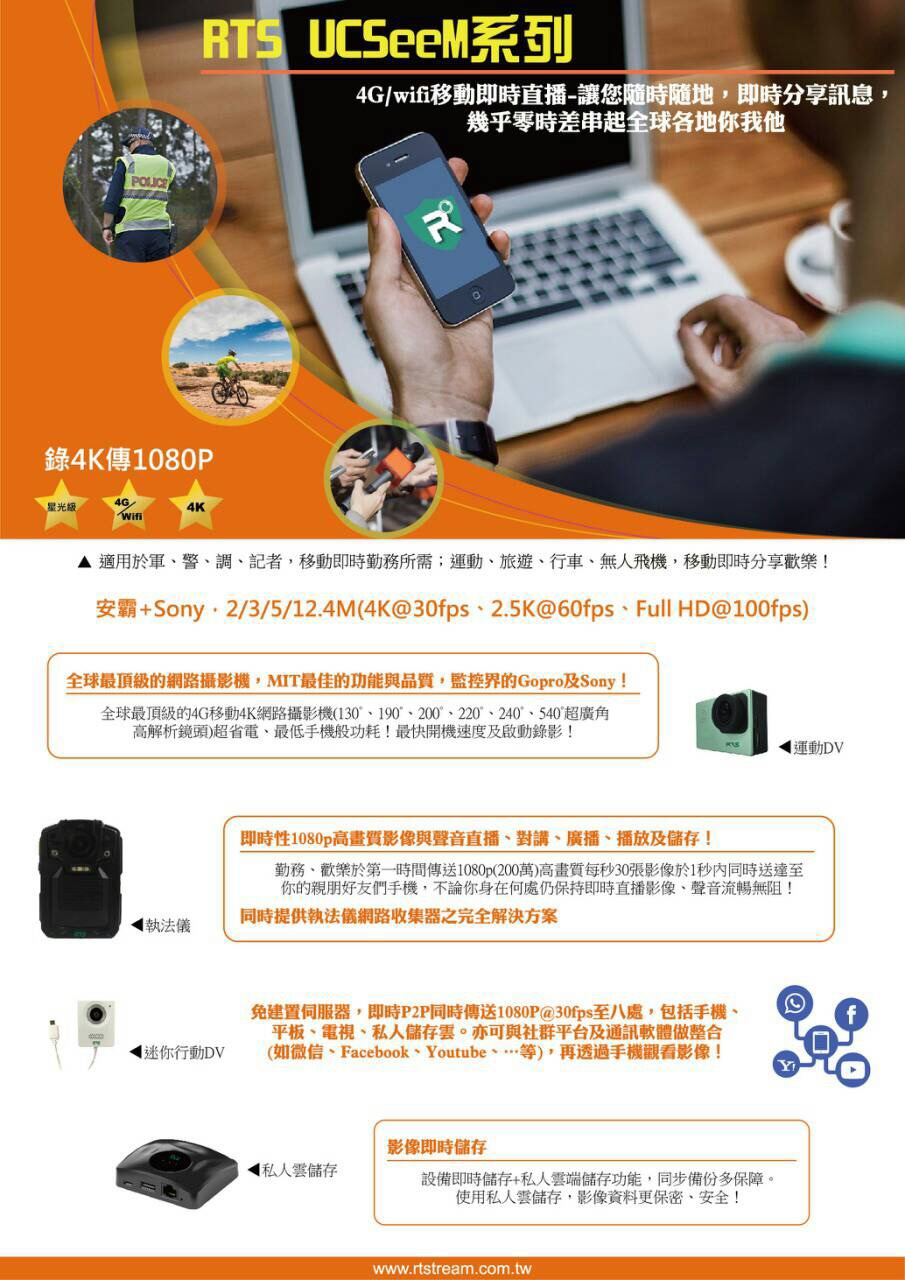 RTS UCSeeM系列
4G/wifi移動即時直播-讓您隨時隨地，即時分享訊息，
幾乎零時差串起全球各地你我他
POLICE
R
錄4K傳1080P
星光級
4G/Wifi
4K
▲ 適用於軍、警、調、記者，移動即時勤務所需；運動、旅遊、行車、無人飛機，移動即時分享歡樂！
安霸+Sony · 2/3/5/12.4M(4K@30fps、2.5K@60fps、Full HD@100fps)
全球最頂級的網路攝影機，MIT最佳的功能與品質，監控界的Gopro及Sony！
全球最頂級的4G移動4K網路攝影機(130°、190°、200°、220°、240°、540°超廣角
高解析鏡頭)超省電、最低手機般功耗！最快開機速度及啟動錄影！
RTS
◀運動DV
即時性1080p高畫質影像與聲音直播、對講、廣播、播放及儲存！
勤務、歡樂於第一時間傳送1080p(200萬)高畫質每秒30張影像於1秒內同時送達至
你的親朋好友們手機，不論你身在何處仍保持即時直播影像、聲音流暢無阻！
同時提供執法儀網路收集器之完全解決方案
RTS
◀執法儀
免建置伺服器，即時P2P同時傳送1080P@30fps至八處，包括手機、
平板、電視、私人儲存雲。亦可與社群平台及通訊軟體做整合
(如微信、Facebook、Youtube、…等)，再透過手機觀看影像！
◀迷你行動DV
f
Y!
◀私人雲儲存
影像即時儲存
設備即時儲存+私人雲端儲存功能，同步備份多保障。
使用私人雲儲存，影像資料更保密、安全！
www.rtstream.com.tw